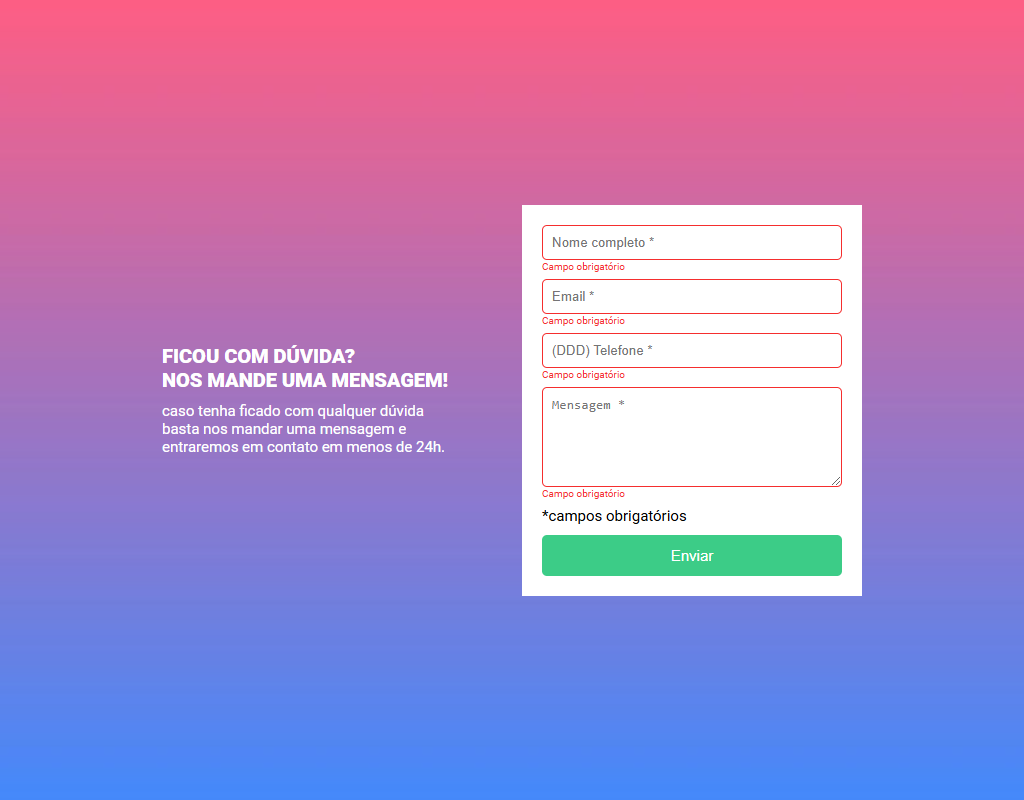 FICOU COM DÚVIDA?
NOS MANDE UMA MENSAGEM!
caso tenha ficado com qualquer dúvida
basta nos mandar uma mensagem e
entraremos em contato em menos de 24h.
Nome completo *
Campo obrigatório
Email *
Campo obrigatório
(DDD) Telefone *
Campo obrigatório
Mensagem *
Campo obrigatório
*campos obrigatórios
Enviar